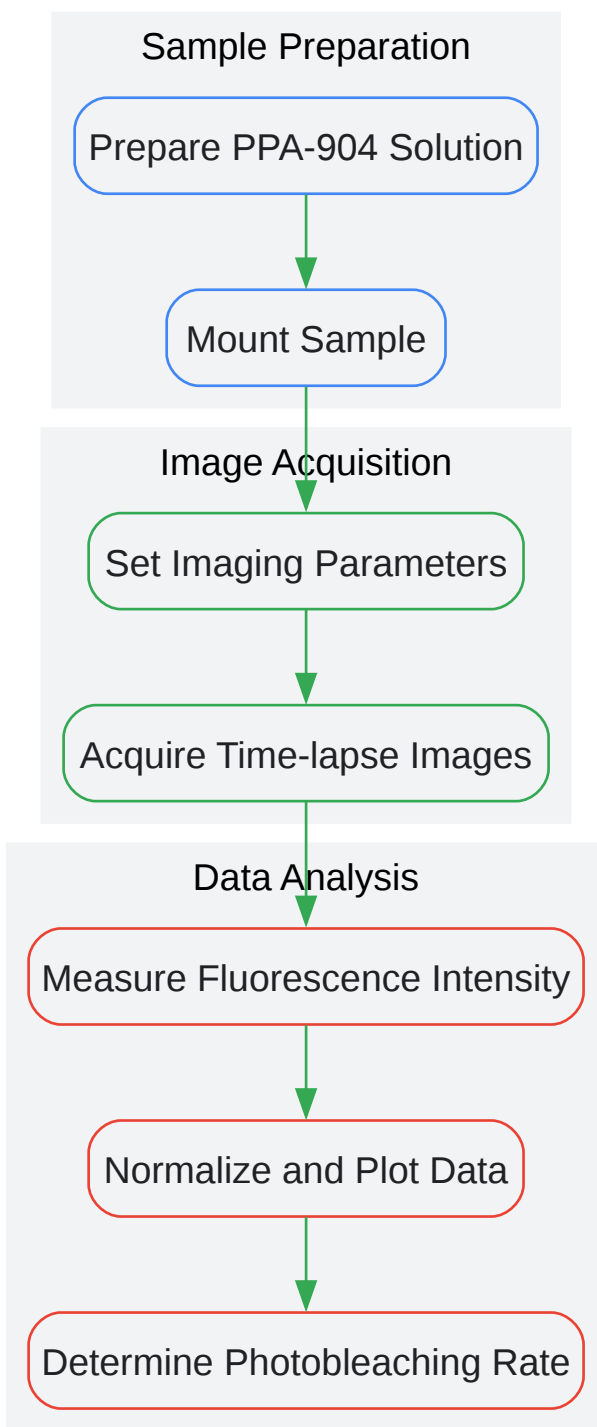 Sample Preparation
Prepare PPA-904 Solution
Mount Sample
Image Acquisition
Set Imaging Parameters
Acquire Time-lapse Images
Data Analysis
Measure Fluorescence Intensity
Normalize and Plot Data
Determine Photobleaching Rate